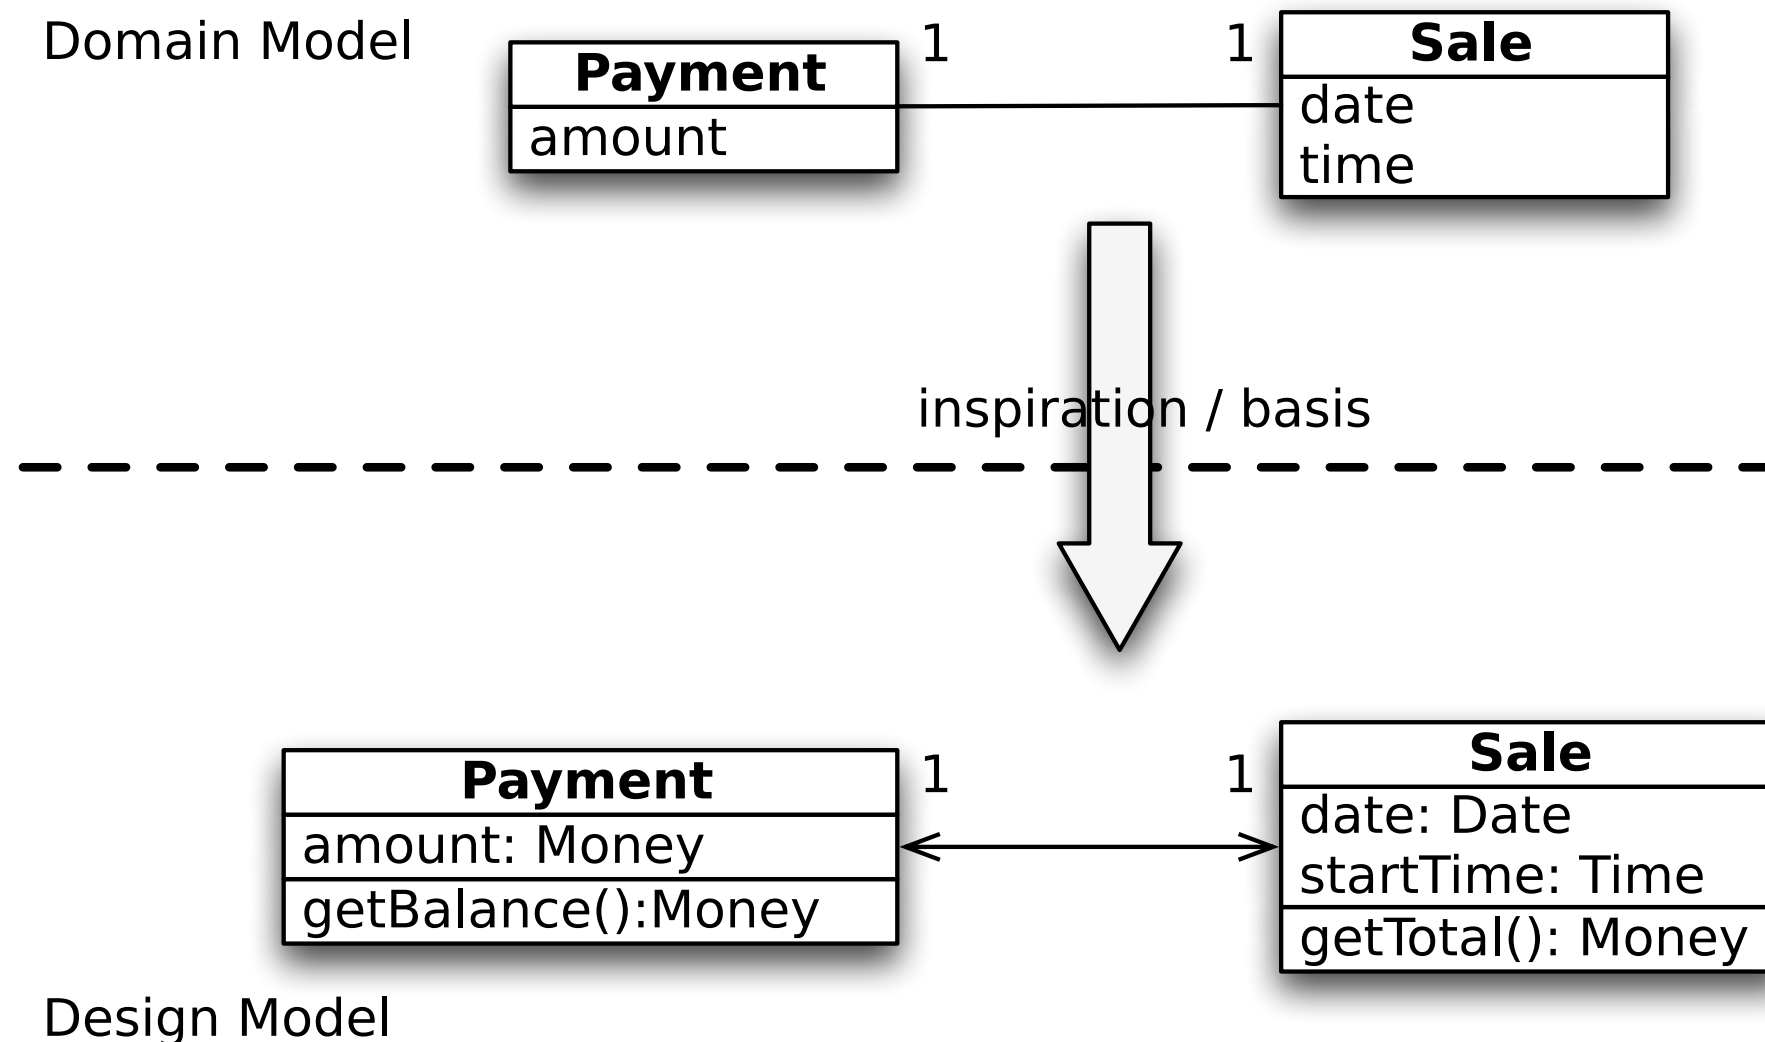 Domain Model
Payment
amount
1
1
Sale
date
time
inspiration / basis
Payment
amount: Money
getBalance():Money
1
1
Sale
date: Date
startTime: Time
getTotal(): Money
Design Model